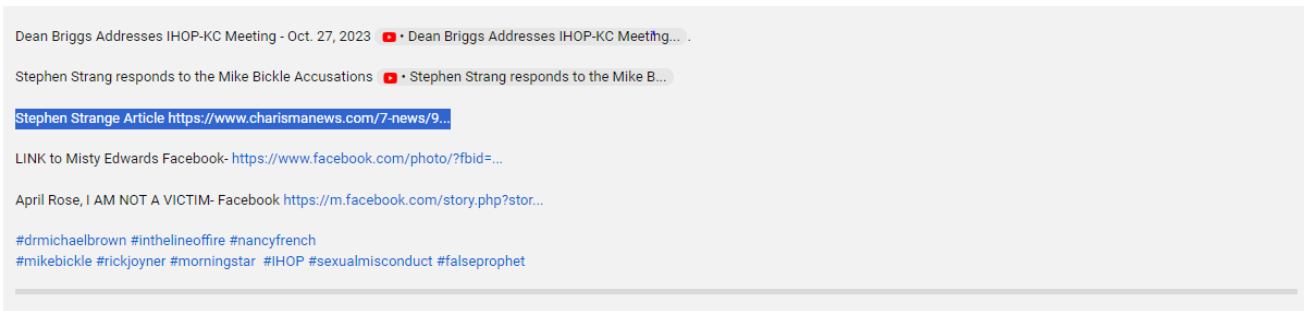 Dean Briggs Addresses IHOP-KC Meeting - Oct. 27, 2023 • Dean Briggs Addresses IHOP-KC Meeting... .
Stephen Strang responds to the Mike Bickle Accusations • Stephen Strang responds to the Mike B...
Stephen Strange Article https://www.charismanews.com/7-news/9...
LINK to Misty Edwards Facebook- https://www.facebook.com/photo/?fbid=...
April Rose, I AM NOT A VICTIM- Facebook https://m.facebook.com/story.php?stor...
#drmichaelbrown #inthelineoffire #nancyfrench
#mikebickle #rickjoyner #morningstar #IHOP #sexualmisconduct #falseprophet